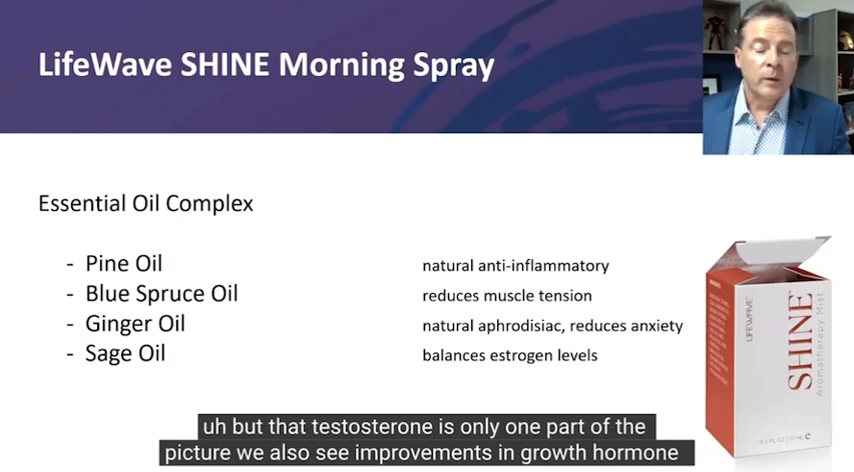 LifeWave SHINE Morning Spray
Essential Oil Complex
- Pine Oil natural anti-inflammatory
- Blue Spruce Oil reduces muscle tension
- Ginger Oil natural aphrodisiac, reduces anxiety
- Sage Oil balances estrogen levels
LIFEWAVE
SHINE
Aromatherapy Mist
uh but that testosterone is only one part of the
picture we also see improvements in growth hormone